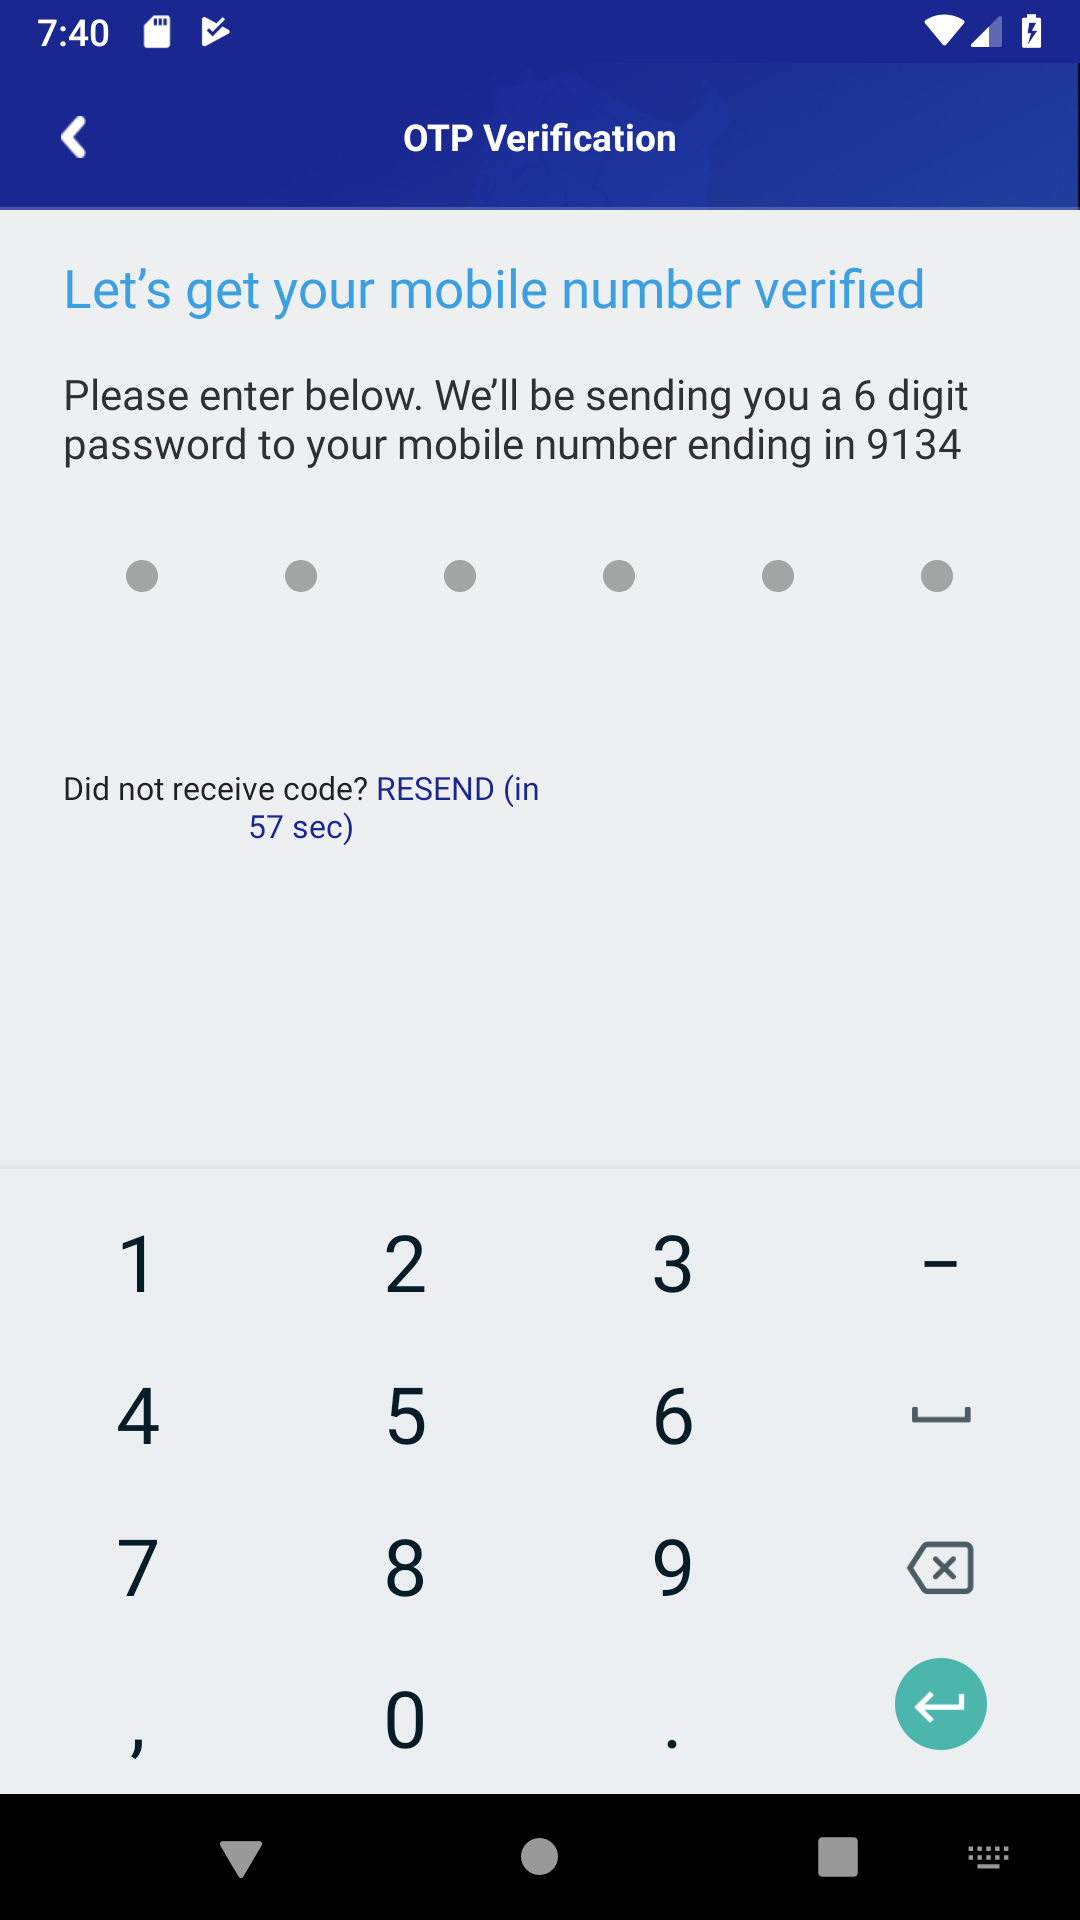 7:40
OTP Verification
Let’s get your mobile number verified
Please enter below. We’ll be sending you a 6 digit
password to your mobile number ending in 9134
Did not receive code? RESEND (in
57 sec)
1 2 3 –
4 5 6
7 8 9
, 0 .